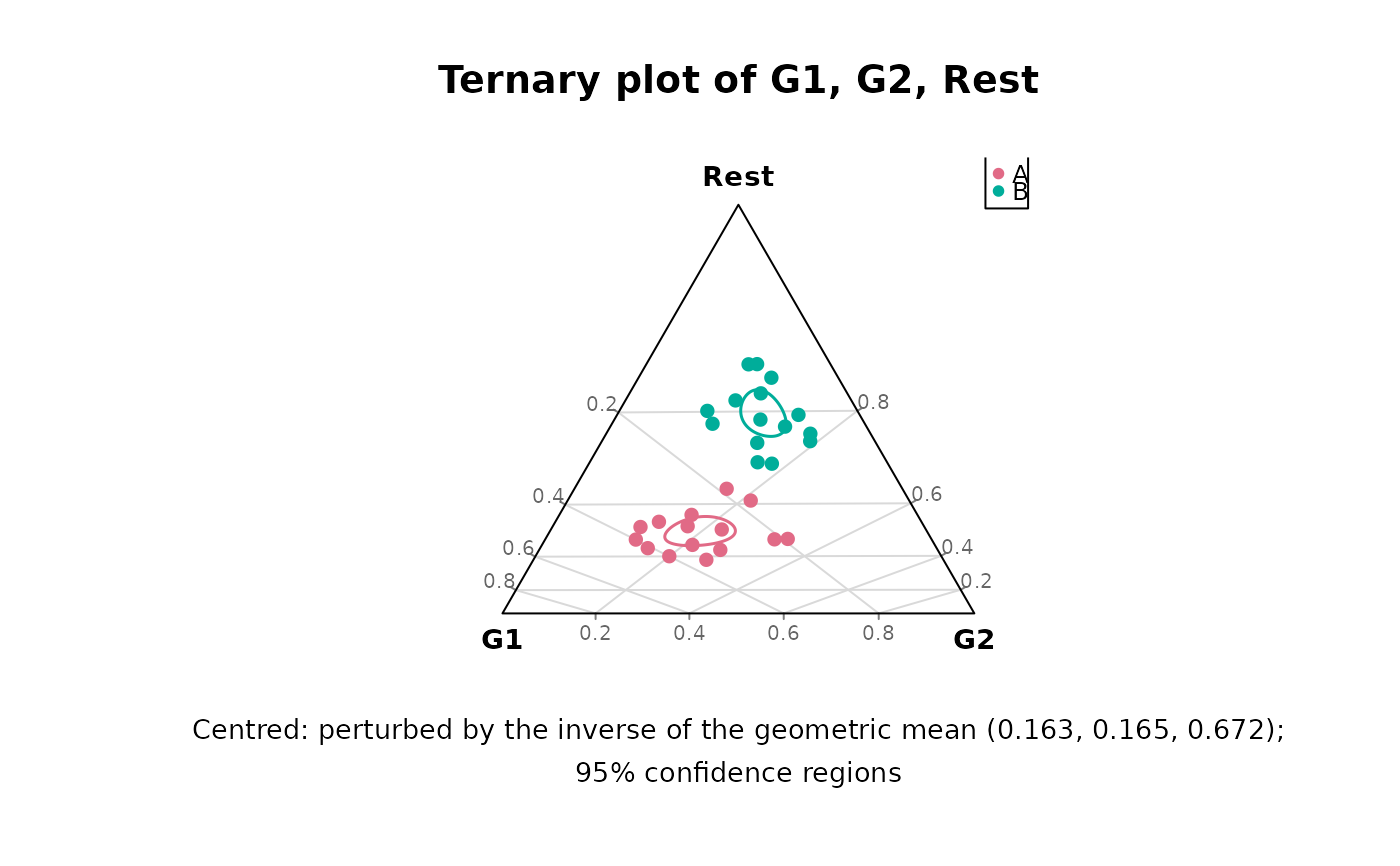 Ternary plot of G1, G2, Rest
Rest
A
B
0.2
0.8
0.4
0.6
0.6
0.4
0.8
0.2
G1
0.2
0.4
0.6
0.8
G2
Centred: perturbed by the inverse of the geometric mean (0.163, 0.165, 0.672);
95% confidence regions